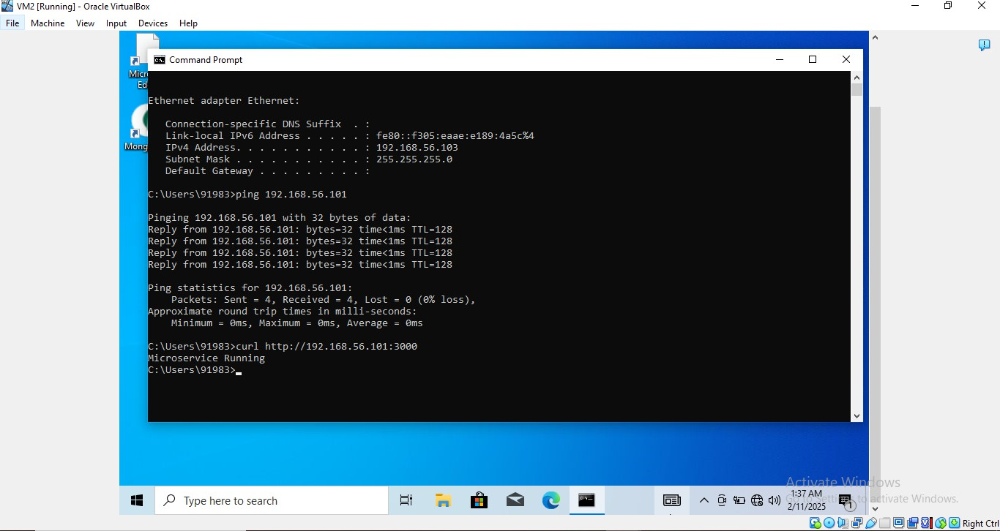 VM2 [Running] - Oracle VirtualBox
File Machine View Input Devices Help
Command Prompt
Ethernet adapter Ethernet:
Connection-specific DNS Suffix . :
Link-local IPv6 Address . . . . . : fe80::f305:eaae:e189:4a5c%4
IPv4 Address. . . . . . . . . . . : 192.168.56.103
Subnet Mask . . . . . . . . . . . : 255.255.255.0
Default Gateway . . . . . . . . . :
C:\Users\91983>ping 192.168.56.101
Pinging 192.168.56.101 with 32 bytes of data:
Reply from 192.168.56.101: bytes=32 time<1ms TTL=128
Reply from 192.168.56.101: bytes=32 time<1ms TTL=128
Reply from 192.168.56.101: bytes=32 time<1ms TTL=128
Reply from 192.168.56.101: bytes=32 time<1ms TTL=128
Ping statistics for 192.168.56.101:
Packets: Sent = 4, Received = 4, Lost = 0 (0% loss),
Approximate round trip times in milli-seconds:
Minimum = 0ms, Maximum = 0ms, Average = 0ms
C:\Users\91983>curl http://192.168.56.101:3000
Microservice Running
C:\Users\91983>
Micr
Ed
Mong
Activate Windows
Go to Settings to activate Windows.
Type here to search
1:37 AM
2/11/2025
1
Right Ctrl